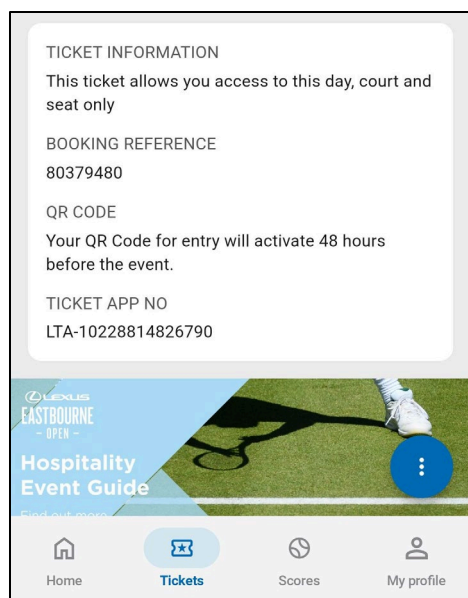 TICKET INFORMATION
This ticket allows you access to this day, court and
seat only
BOOKING REFERENCE
80379480
QR CODE
Your QR Code for entry will activate 48 hours
before the event.
TICKET APP NO
LTA-10228814826790
LEXUS
EASTBOURNE
- OPEN -
Hospitality
Event Guide
Find out more
Home
Tickets
Scores
My profile